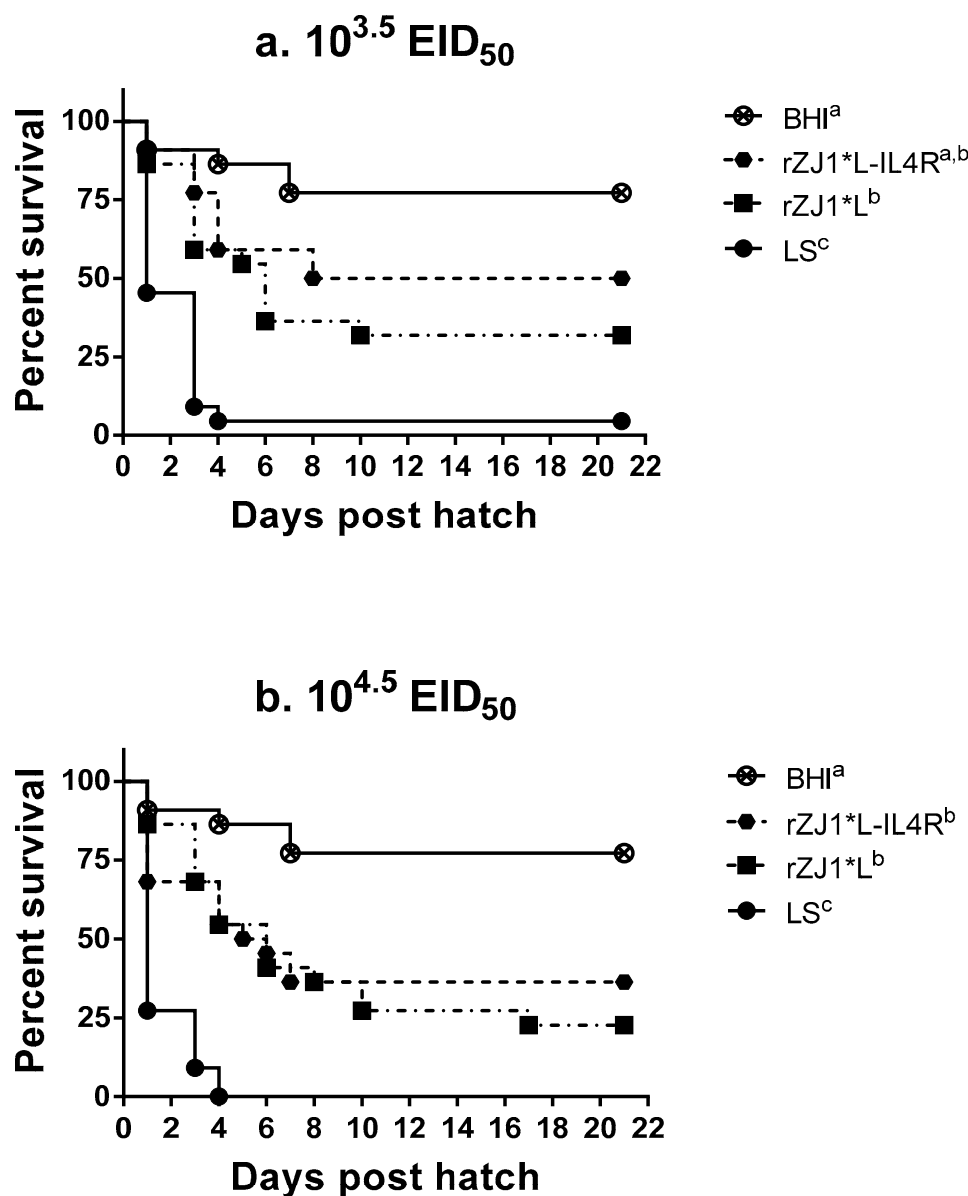 a. 10^3.5 EID_50
Percent survival
100
75
50
25
0
0 2 4 6 8 10 12 14 16 18 20 22
Days post hatch
BHI^a
rZJ1*L-IL4R^a,b
rZJ1*L^b
LS^c
b. 10^4.5 EID_50
Percent survival
100
75
50
25
0
0 2 4 6 8 10 12 14 16 18 20 22
Days post hatch
BHI^a
rZJ1*L-IL4R^b
rZJ1*L^b
LS^c